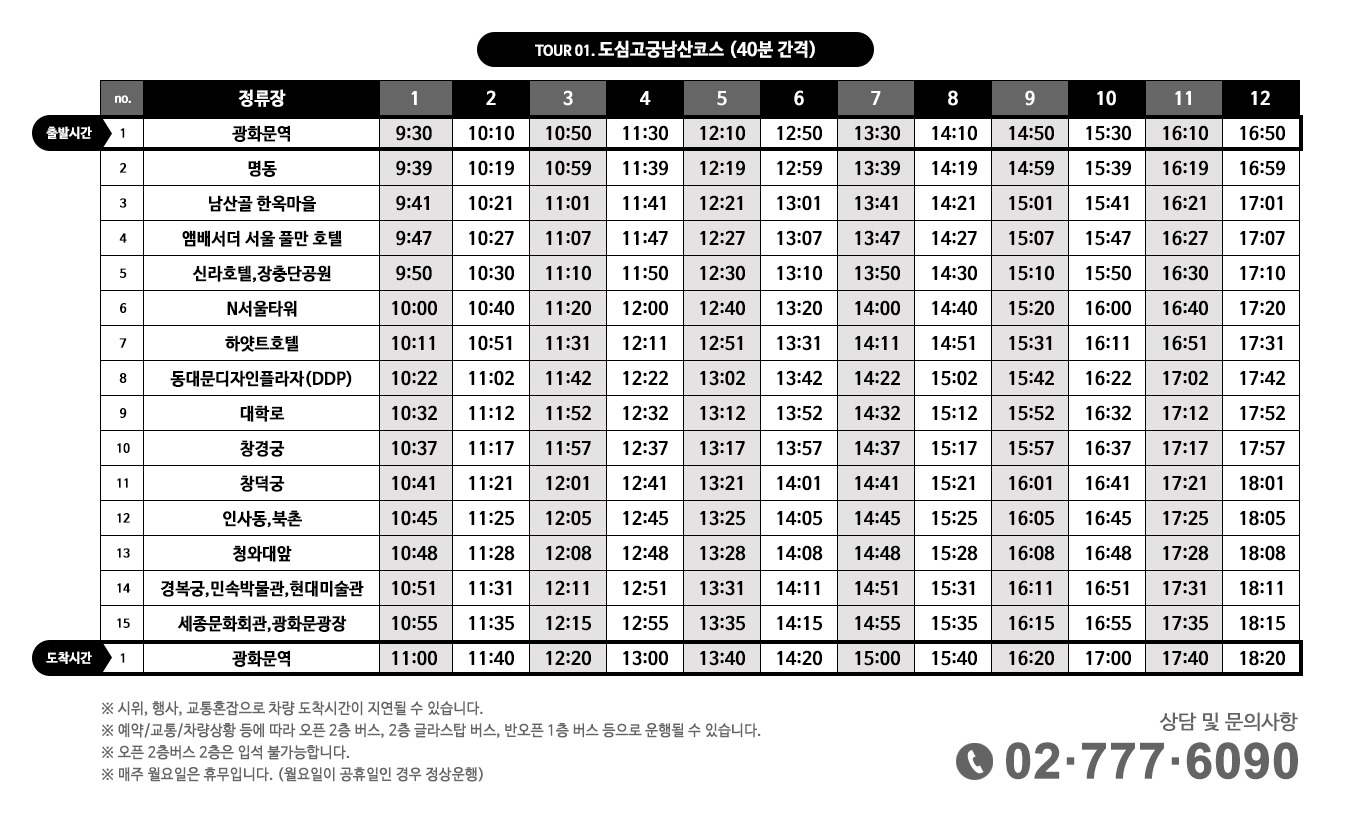 TOUR 01. 도심고궁남산코스 (40분 간격)
no. 정류장 1 2 3 4 5 6 7 8 9 10 11 12
출발시간 1 광화문역 9:30 10:10 10:50 11:30 12:10 12:50 13:30 14:10 14:50 15:30 16:10 16:50
2 명동 9:39 10:19 10:59 11:39 12:19 12:59 13:39 14:19 14:59 15:39 16:19 16:59
3 남산골 한옥마을 9:41 10:21 11:01 11:41 12:21 13:01 13:41 14:21 15:01 15:41 16:21 17:01
4 앰배서더 서울 풀만 호텔 9:47 10:27 11:07 11:47 12:27 13:07 13:47 14:27 15:07 15:47 16:27 17:07
5 신라호텔,장충단공원 9:50 10:30 11:10 11:50 12:30 13:10 13:50 14:30 15:10 15:50 16:30 17:10
6 N서울타워 10:00 10:40 11:20 12:00 12:40 13:20 14:00 14:40 15:20 16:00 16:40 17:20
7 하얏트호텔 10:11 10:51 11:31 12:11 12:51 13:31 14:11 14:51 15:31 16:11 16:51 17:31
8 동대문디자인플라자(DDP) 10:22 11:02 11:42 12:22 13:02 13:42 14:22 15:02 15:42 16:22 17:02 17:42
9 대학로 10:32 11:12 11:52 12:32 13:12 13:52 14:32 15:12 15:52 16:32 17:12 17:52
10 창경궁 10:37 11:17 11:57 12:37 13:17 13:57 14:37 15:17 15:57 16:37 17:17 17:57
11 창덕궁 10:41 11:21 12:01 12:41 13:21 14:01 14:41 15:21 16:01 16:41 17:21 18:01
12 인사동,북촌 10:45 11:25 12:05 12:45 13:25 14:05 14:45 15:25 16:05 16:45 17:25 18:05
13 청와대앞 10:48 11:28 12:08 12:48 13:28 14:08 14:48 15:28 16:08 16:48 17:28 18:08
14 경복궁,민속박물관,현대미술관 10:51 11:31 12:11 12:51 13:31 14:11 14:51 15:31 16:11 16:51 17:31 18:11
15 세종문화회관,광화문광장 10:55 11:35 12:15 12:55 13:35 14:15 14:55 15:35 16:15 16:55 17:35 18:15
도착시간 1 광화문역 11:00 11:40 12:20 13:00 13:40 14:20 15:00 15:40 16:20 17:00 17:40 18:20
※ 시위, 행사, 교통혼잡으로 차량 도착시간이 지연될 수 있습니다.
※ 예약/교통/차량상황 등에 따라 오픈 2층 버스, 2층 글라스탑 버스, 반오픈 1층 버스 등으로 운행될 수 있습니다.
※ 오픈 2층버스 2층은 입석 불가능합니다.
※ 매주 월요일은 휴무입니다. (월요일이 공휴일인 경우 정상운행)
상담 및 문의사항
02·777·6090